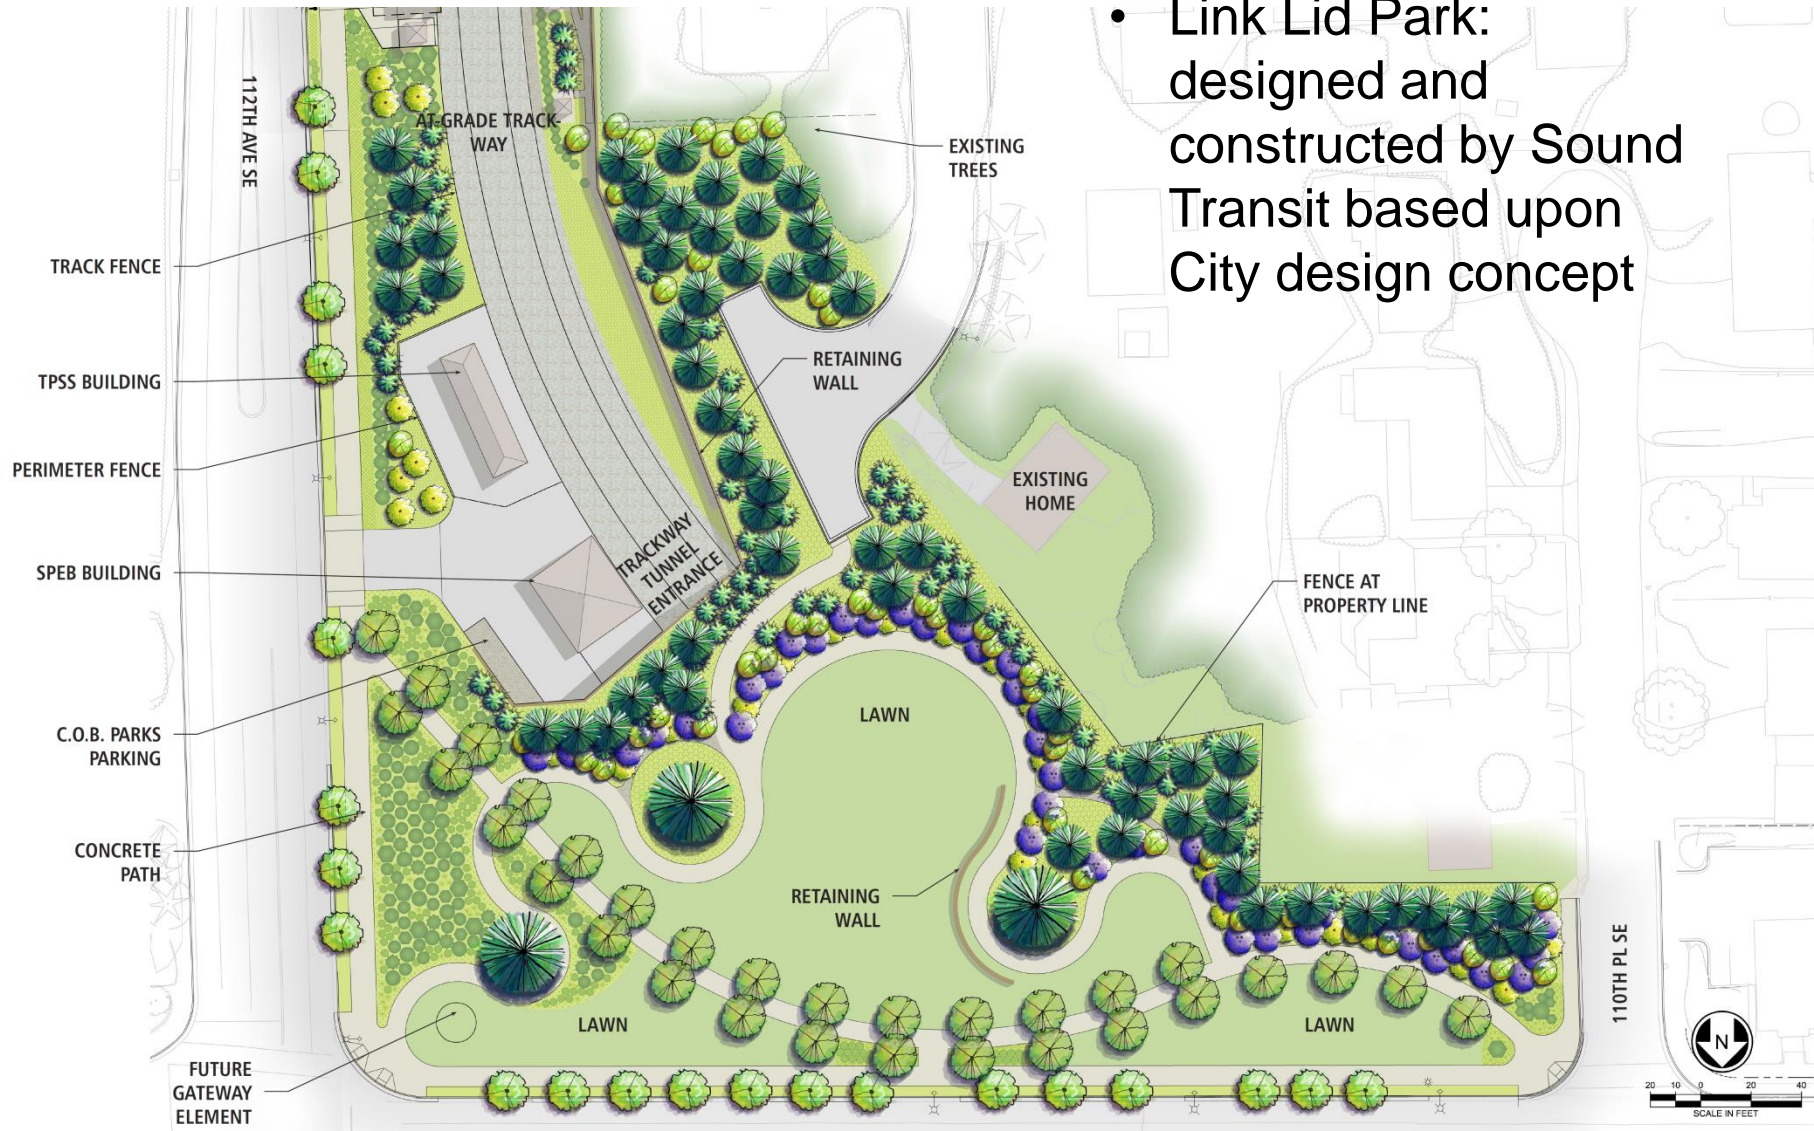 • Link Lid Park:
designed and
constructed by Sound
Transit based upon
City design concept
112TH AVE SE
AT-GRADE TRACK-
WAY
EXISTING
TREES
TRACK FENCE
TPSS BUILDING
RETAINING
WALL
PERIMETER FENCE
EXISTING
HOME
TRACKWAY
TUNNEL
ENTRANCE
SPEB BUILDING
FENCE AT
PROPERTY LINE
C.O.B. PARKS
PARKING
LAWN
CONCRETE
PATH
RETAINING
WALL
110TH PL SE
LAWN
LAWN
FUTURE
GATEWAY
ELEMENT
N
20 10 0 20 40
SCALE IN FEET